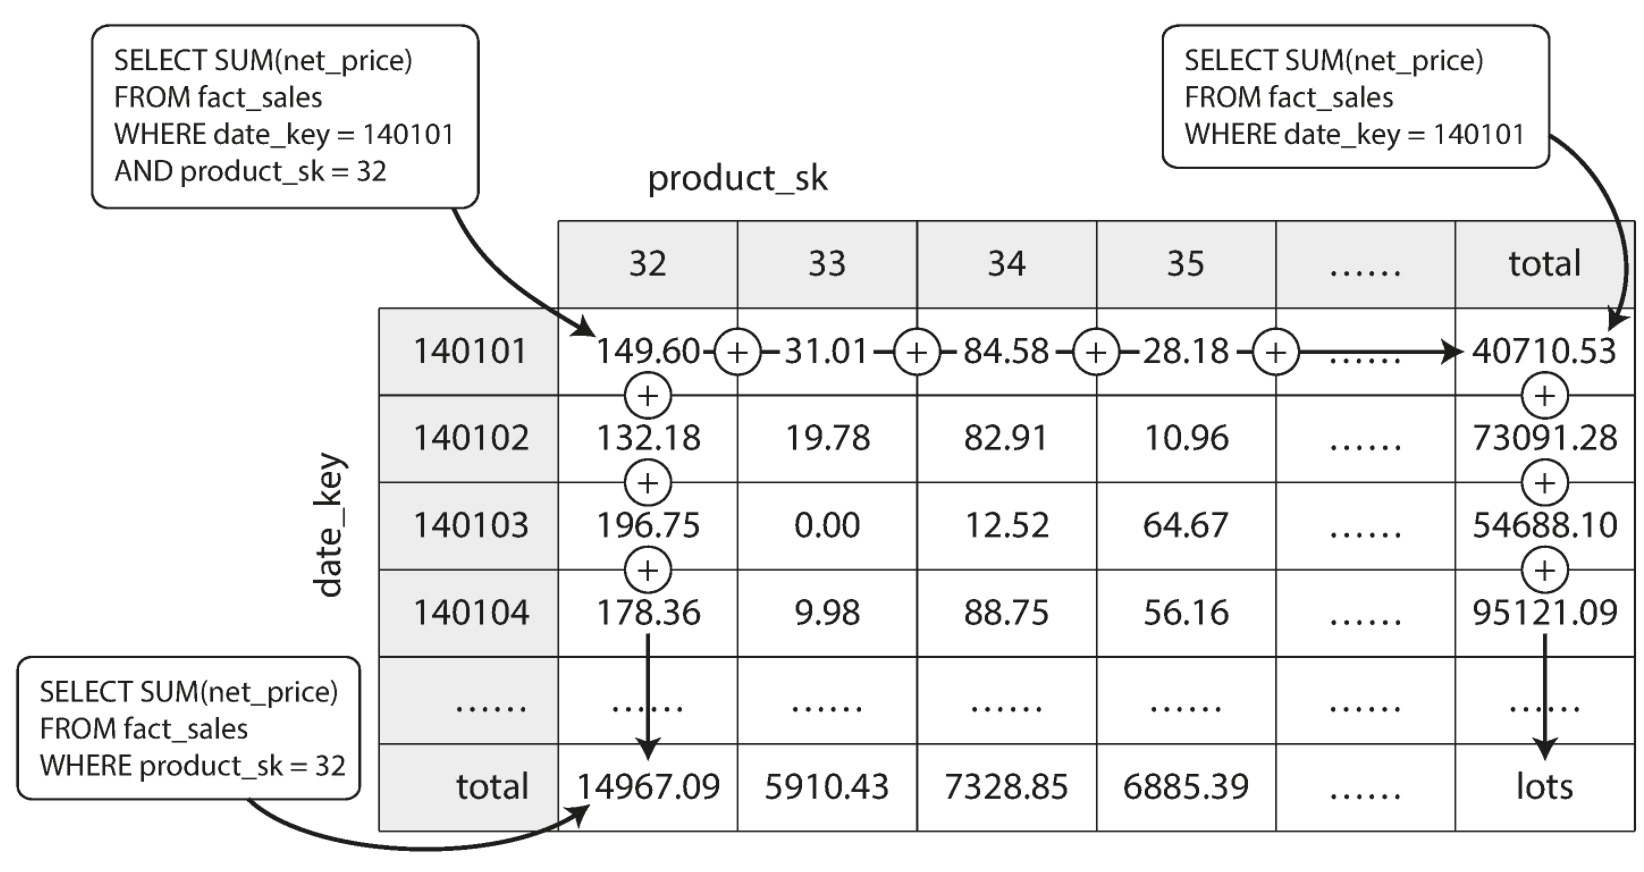 SELECT SUM(net_price)
FROM fact_sales
WHERE date_key = 140101
AND product_sk = 32
SELECT SUM(net_price)
FROM fact_sales
WHERE date_key = 140101
product_sk
32 33 34 35 ...... total
date_key
140101 149.60 + 31.01 + 84.58 + 28.18 + ...... 40710.53
+ +
140102 132.18 19.78 82.91 10.96 ...... 73091.28
+ +
140103 196.75 0.00 12.52 64.67 ...... 54688.10
+ +
140104 178.36 9.98 88.75 56.16 ...... 95121.09
...... ...... ...... ...... ...... ...... ......
total 14967.09 5910.43 7328.85 6885.39 ...... lots
SELECT SUM(net_price)
FROM fact_sales
WHERE product_sk = 32